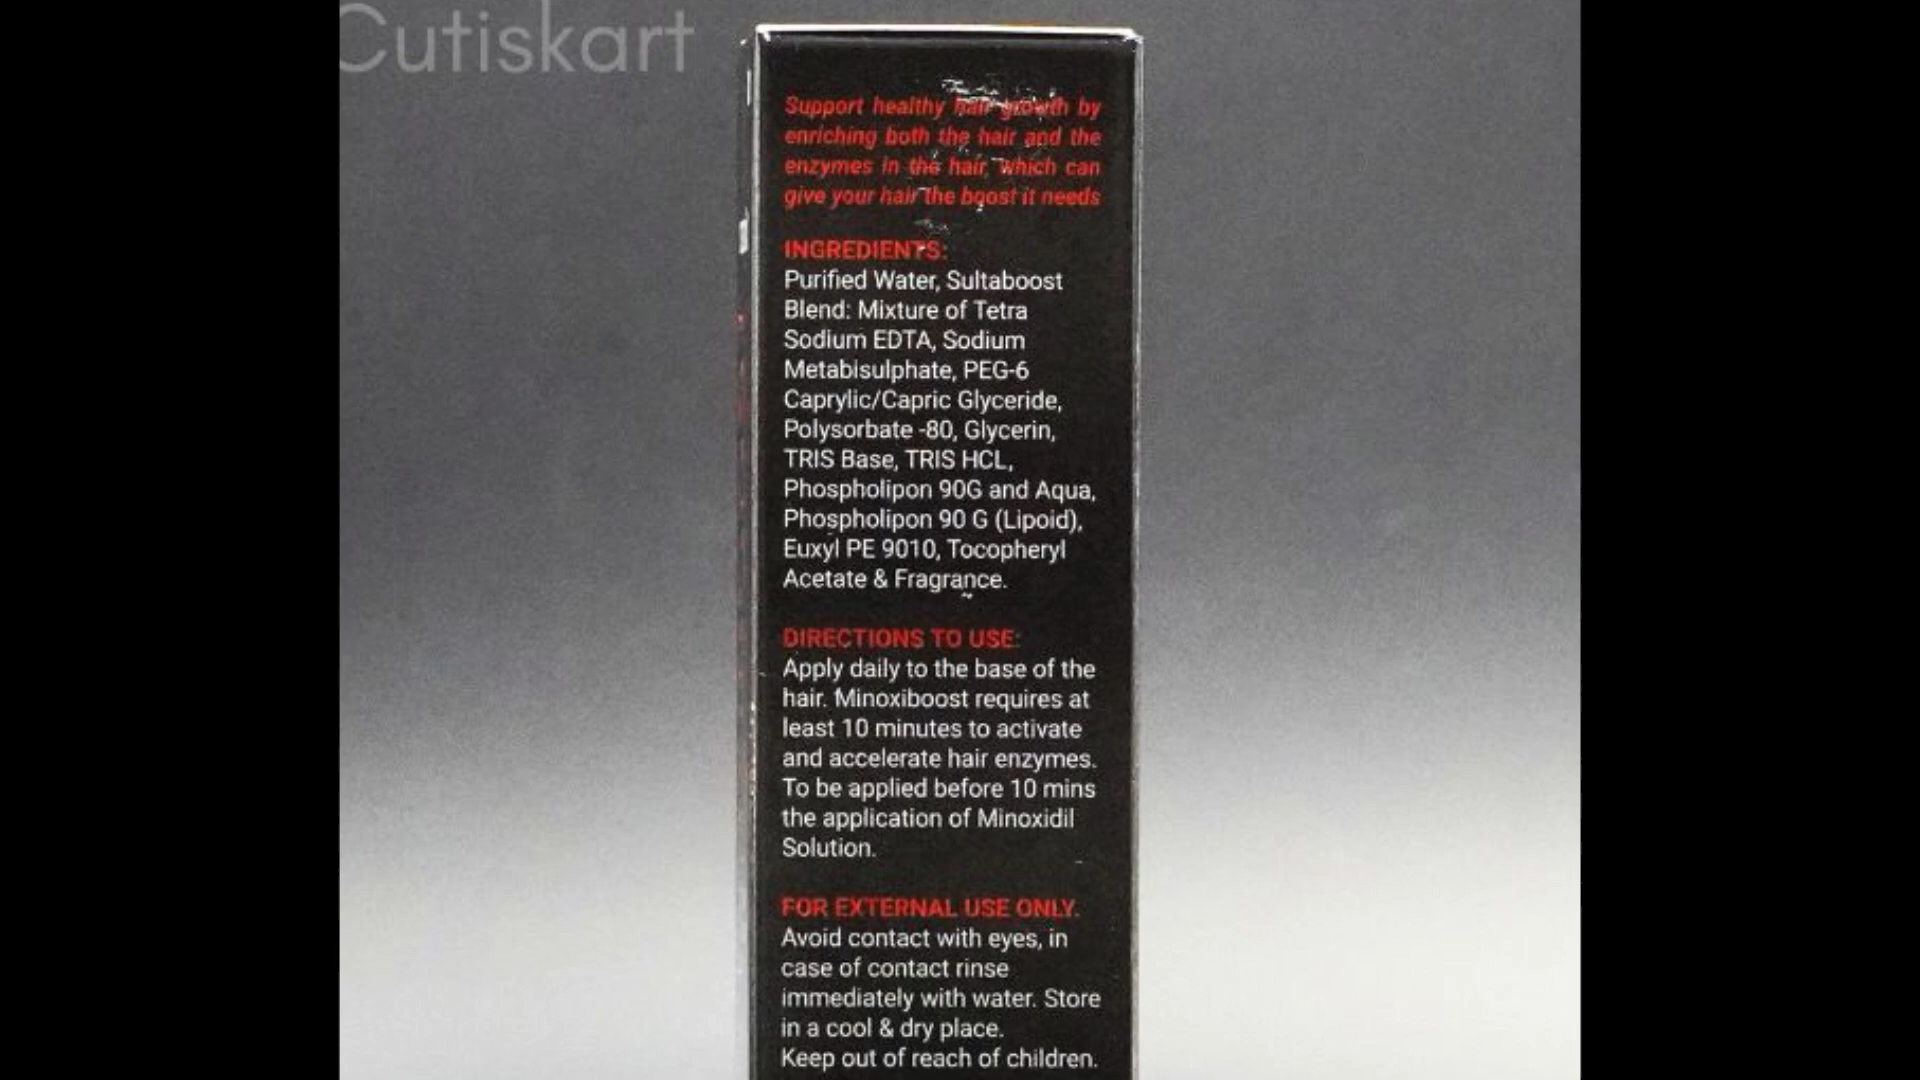 Cutiskart
Support healthy hair growth by
enriching both the hair and the
enzymes in the hair, which can
give your hair the boost it needs
INGREDIENTS:
Purified Water, Sultaboost
Blend: Mixture of Tetra
Sodium EDTA, Sodium
Metabisulphate, PEG-6
Caprylic/Capric Glyceride,
Polysorbate -80, Glycerin,
TRIS Base, TRIS HCL,
Phospholipon 90G and Aqua,
Phospholipon 90 G (Lipoid),
Euxyl PE 9010, Tocopheryl
Acetate & Fragrance.
DIRECTIONS TO USE:
Apply daily to the base of the
hair. Minoxiboost requires at
least 10 minutes to activate
and accelerate hair enzymes.
To be applied before 10 mins
the application of Minoxidil
Solution.
FOR EXTERNAL USE ONLY.
Avoid contact with eyes, in
case of contact rinse
immediately with water. Store
in a cool & dry place.
Keep out of reach of children.